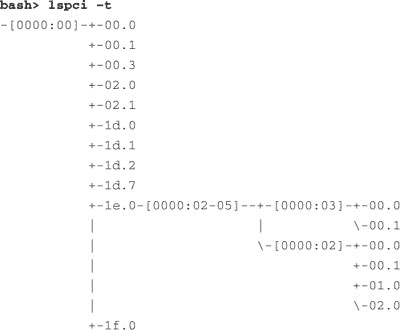 bash> lspci -t
-[0000:00]-+-00.0
           +-00.1
           +-00.3
           +-02.0
           +-02.1
           +-1d.0
           +-1d.1
           +-1d.2
           +-1d.7
           +-1e.0-[0000:02-05]--+-[0000:03]-+-00.0
           |                    |           \-00.1
           |                    \-[0000:02]-+-00.0
           |                                +-00.1
           |                                +-01.0
           |                                \-02.0
           +-1f.0